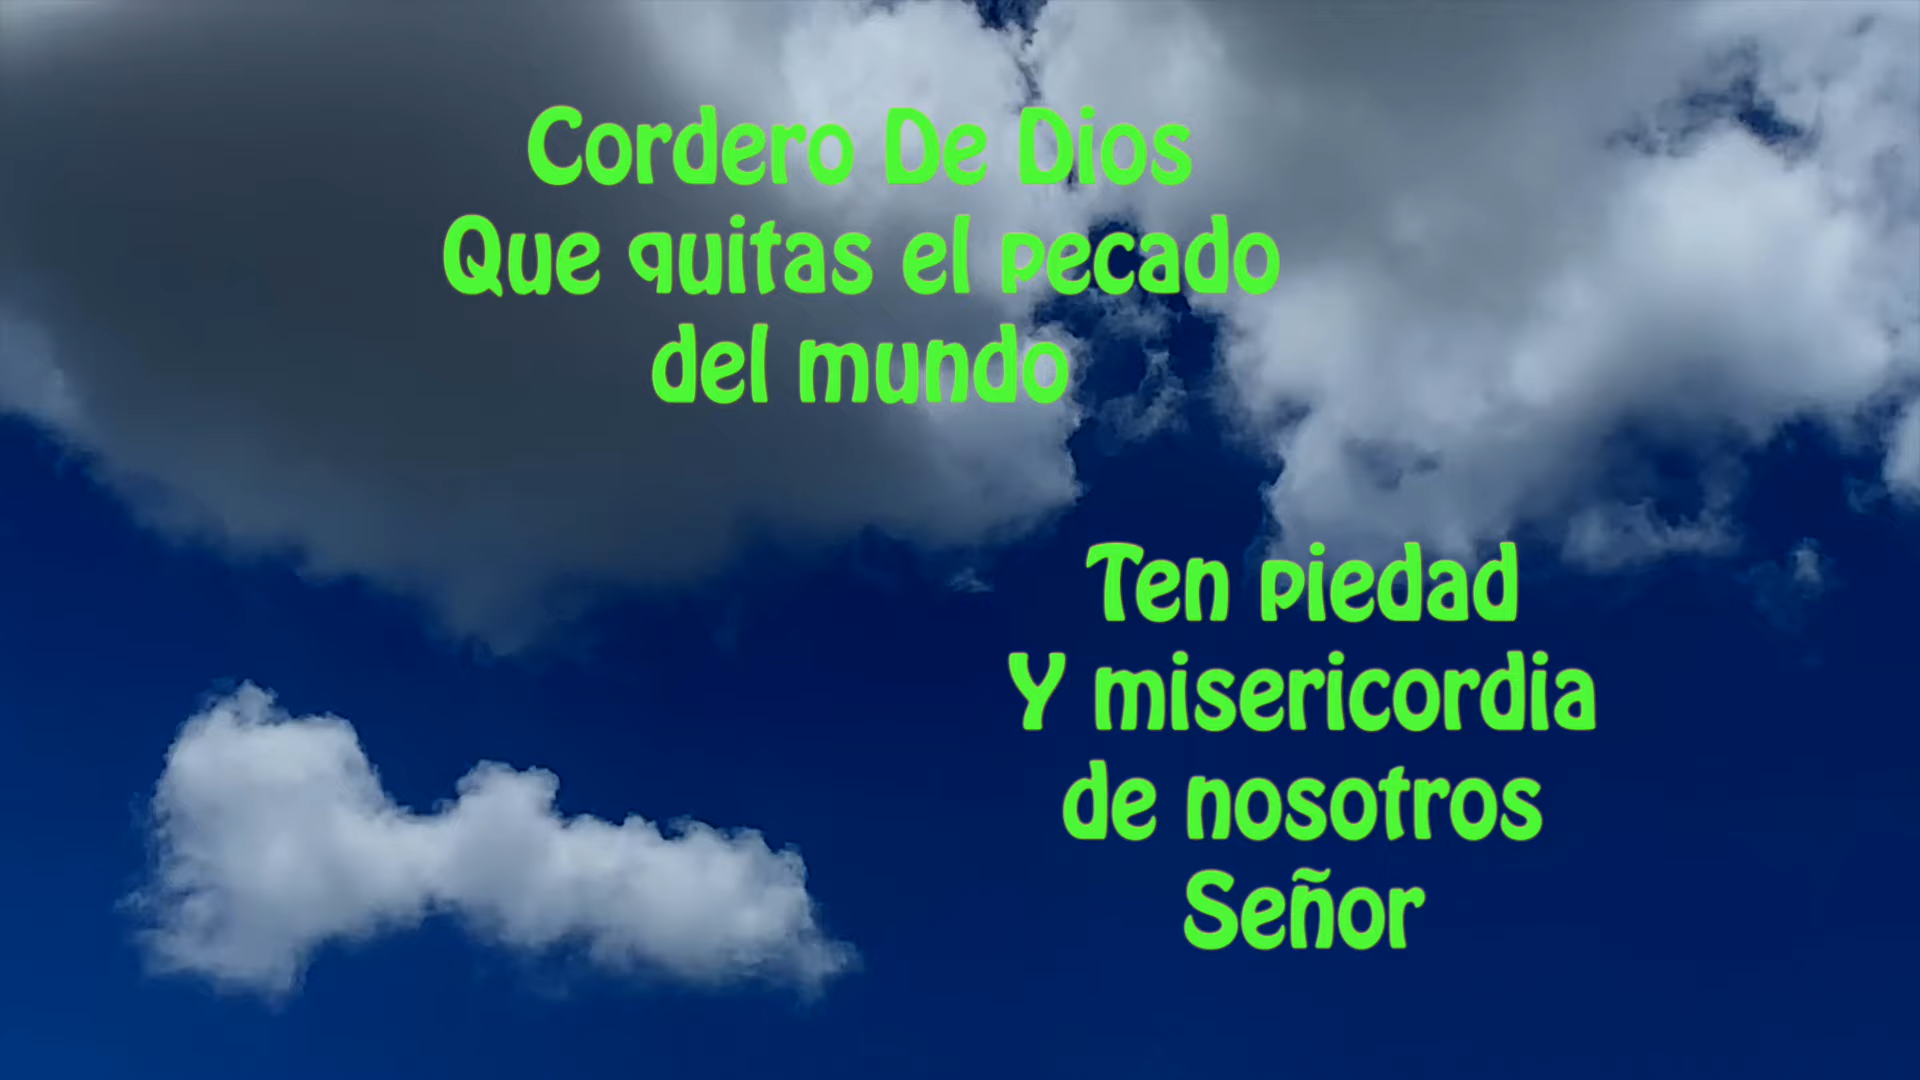 Cordero De Dios
Que quitas el pecado
del mundo
Ten piedad
Y misericordia
de nosotros
Señor